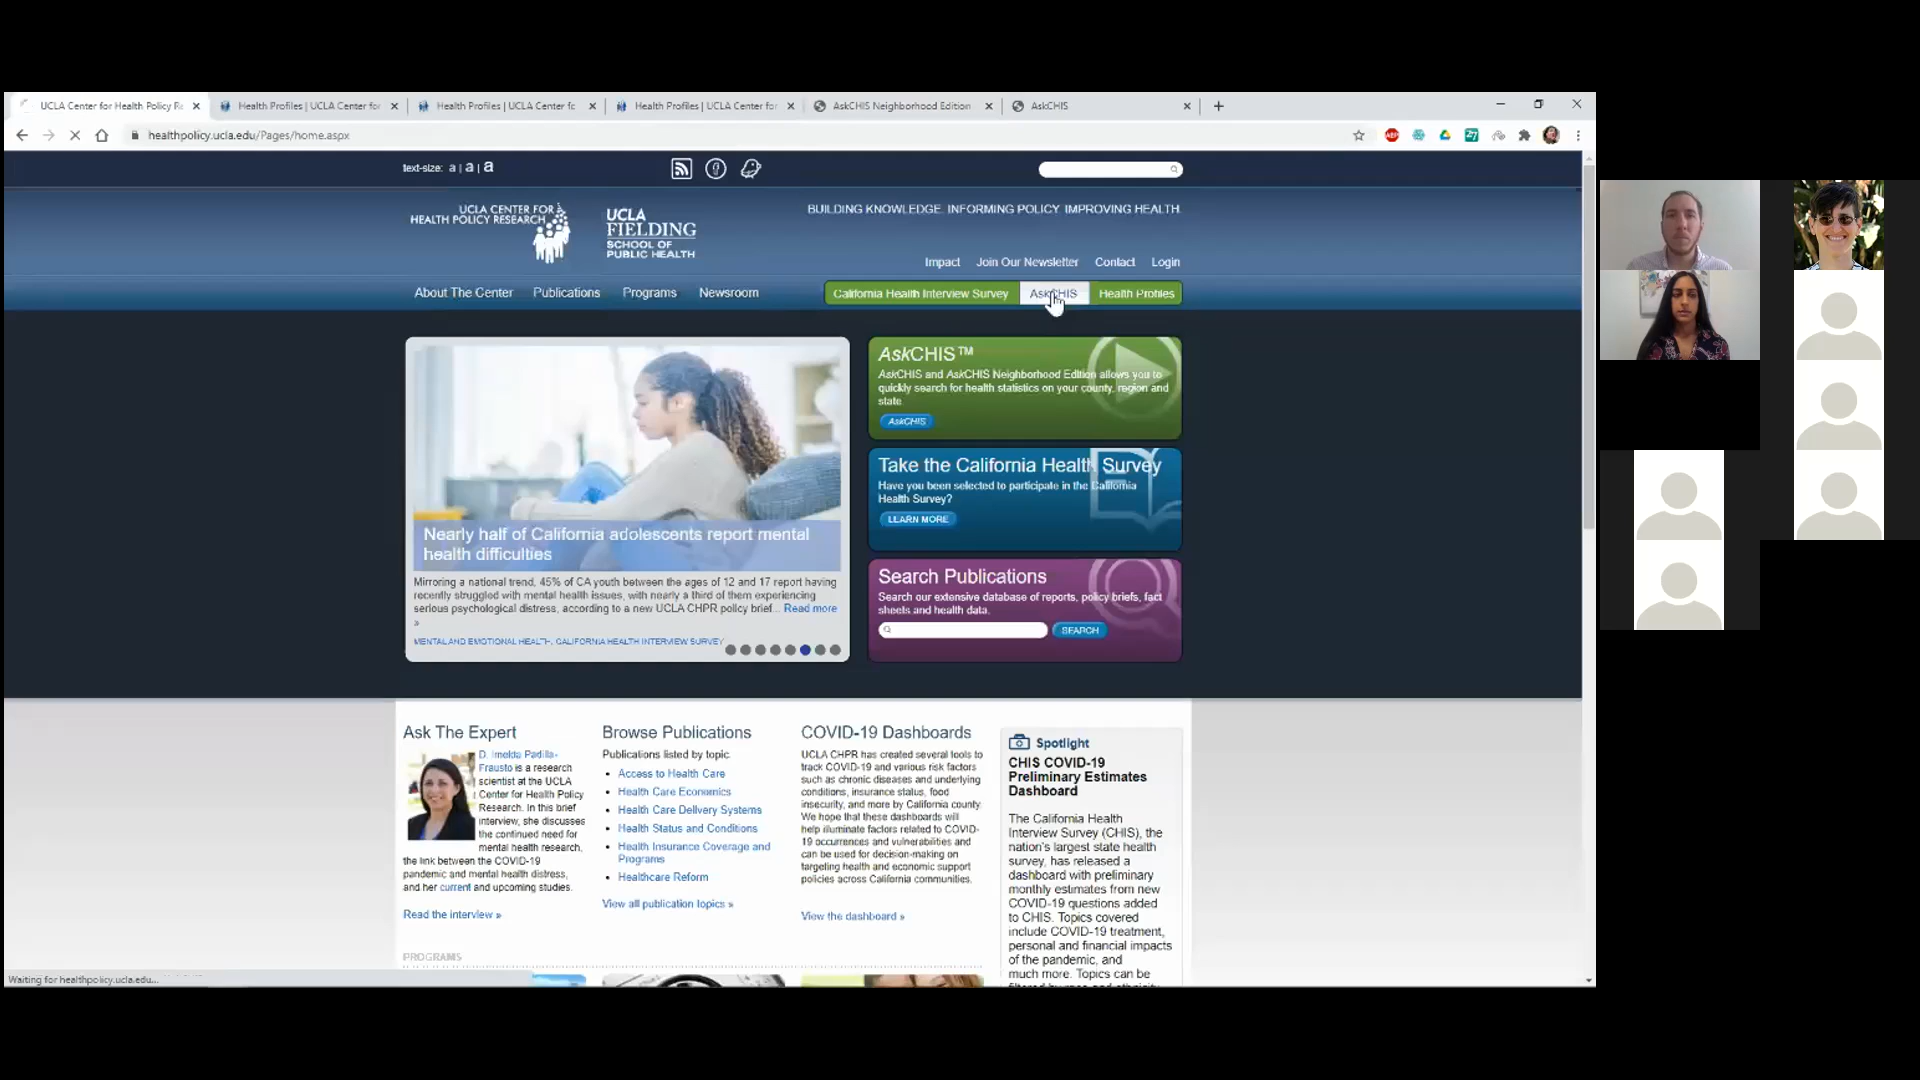 UCLA Center for Health Policy Re
Health Profiles | UCLA Center for
Health Profiles | UCLA Center fc
Health Profiles | UCLA Center for
AskCHIS Neighborhood Edition
AskCHIS
healthpolicy.ucla.edu/Pages/home.aspx
text-size: a | a | a
UCLA CENTER FOR
HEALTH POLICY RESEARCH
UCLA
FIELDING
SCHOOL OF
PUBLIC HEALTH
BUILDING KNOWLEDGE. INFORMING POLICY. IMPROVING HEALTH.
Impact Join Our Newsletter Contact Login
About The Center Publications Programs Newsroom
California Health Interview Survey AskCHIS Health Profiles
Nearly half of California adolescents report mental
health difficulties
Mirroring a national trend, 45% of CA youth between the ages of 12 and 17 report having
recently struggled with mental health issues, with nearly a third of them experiencing
serious psychological distress, according to a new UCLA CHPR policy brief... Read more
»
MENTAL AND EMOTIONAL HEALTH, CALIFORNIA HEALTH INTERVIEW SURVEY
AskCHIS™
AskCHIS and AskCHIS Neighborhood Edition allows you to
quickly search for health statistics on your county, region and
state.
AskCHIS
Take the California Health Survey
Have you been selected to participate in the California
Health Survey?
LEARN MORE
Search Publications
Search our extensive database of reports, policy briefs, fact
sheets and health data.
SEARCH
Ask The Expert
D. Imelda Padilla-
Frausto is a research
scientist at the UCLA
Center for Health Policy
Research. In this brief
interview, she discusses
the continued need for
mental health research,
the link between the COVID-19
pandemic and mental health distress,
and her current and upcoming studies.
Read the interview »
Browse Publications
Publications listed by topic
Access to Health Care
Health Care Economics
Health Care Delivery Systems
Health Status and Conditions
Health Insurance Coverage and
Programs
Healthcare Reform
View all publication topics »
COVID-19 Dashboards
UCLA CHPR has created several tools to
track COVID-19 and various risk factors
such as chronic diseases and underlying
conditions, insurance status, food
insecurity, and more by California county.
We hope that these dashboards will
help illuminate factors related to COVID-
19 occurrences and vulnerabilities and
can be used for decision-making on
targeting health and economic support
policies across California communities.
View the dashboard »
Spotlight
CHIS COVID-19
Preliminary Estimates
Dashboard
The California Health
Interview Survey (CHIS), the
nation's largest state health
survey, has released a
dashboard with preliminary
monthly estimates from new
COVID-19 questions added
to CHIS. Topics covered
include COVID-19 treatment,
personal and financial impacts
of the pandemic, and
much more. Topics can be
PROGRAMS
Waiting for healthpolicy.ucla.edu...